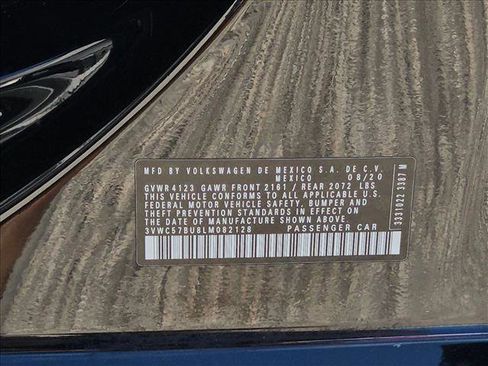 MFD BY VOLKSWAGEN DE MEXICO S.A. DE C.V.
MEXICO 08/20
GVWR 4123 GAWR FRONT 2161 / REAR 2072 LBS
THIS VEHICLE CONFORMS TO ALL APPLICABLE
FEDERAL MOTOR VEHICLE SAFETY, BUMPER AND
THEFT PREVENTION STANDARDS IN EFFECT ON
THE DATE OF MANUFACTURE SHOWN ABOVE
3VWC57BU8LM082128 PASSENGER CAR
3331022 3387 M